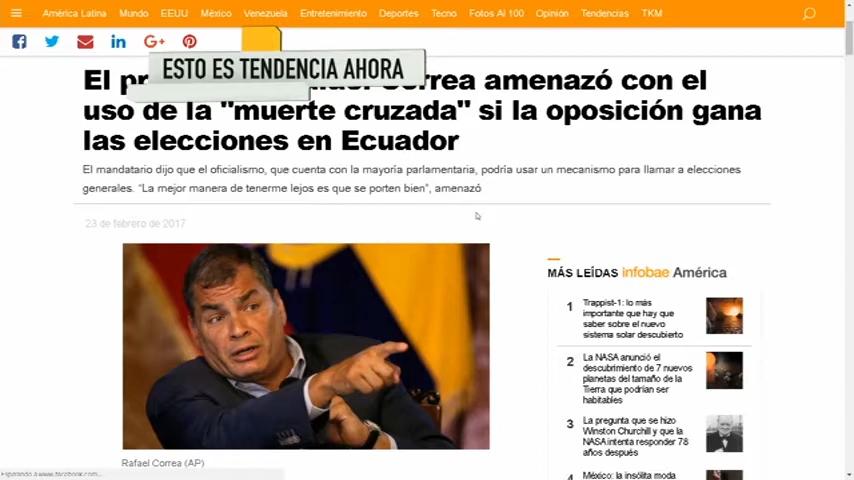 América Latina Mundo EEUU México Venezuela Entretenimiento Deportes Tecno Fotos Al 100 Opinión Tendencias TKM
ESTO ES TENDENCIA AHORA
El pr Correa amenazó con el
uso de la "muerte cruzada" si la oposición gana
las elecciones en Ecuador
El mandatario dijo que el oficialismo, que cuenta con la mayoría parlamentaria, podría usar un mecanismo para llamar a elecciones
generales. “La mejor manera de tenerme lejos es que se porten bien”, amenazó
23 de febrero de 2017
Rafael Correa (AP)
MÁS LEÍDAS infobae América
1 Trappist-1: lo más
importante que hay que
saber sobre el nuevo
sistema solar descubierto
2 La NASA anunció el
descubrimiento de 7 nuevos
planetas del tamaño de la
Tierra que podrían ser
habitables
3 La pregunta que se hizo
Winston Churchill y que la
NASA intenta responder 78
años después
4 México: la insólita moda
Esperando a www.facebook.com...